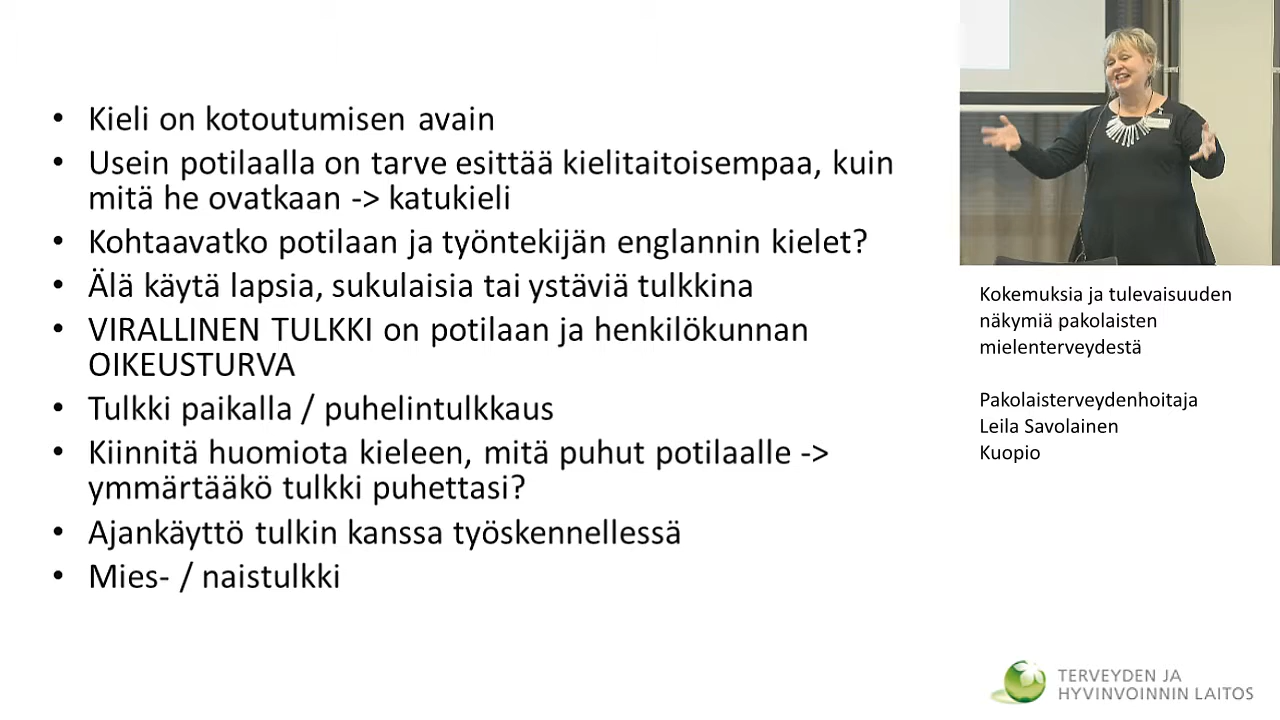 • Kieli on kotoutumisen avain
• Usein potilaalla on tarve esittää kielitaitoisempaa, kuin
mitä he ovatkaan -> katukieli
• Kohtaavatko potilaan ja työntekijän englannin kielet?
• Älä käytä lapsia, sukulaisia tai ystäviä tulkkina
• VIRALLINEN TULKKI on potilaan ja henkilökunnan
OIKEUSTURVA
• Tulkki paikalla / puhelintulkkaus
• Kiinnitä huomiota kieleen, mitä puhut potilaalle ->
ymmärtääkö tulkki puhettasi?
• Ajankäyttö tulkin kanssa työskennellessä
• Mies- / naistulkki
Kokemuksia ja tulevaisuuden
näkymiä pakolaisten
mielenterveydestä
Pakolaisterveydenhoitaja
Leila Savolainen
Kuopio
TERVEYDEN JA
HYVINVOINNIN LAITOS